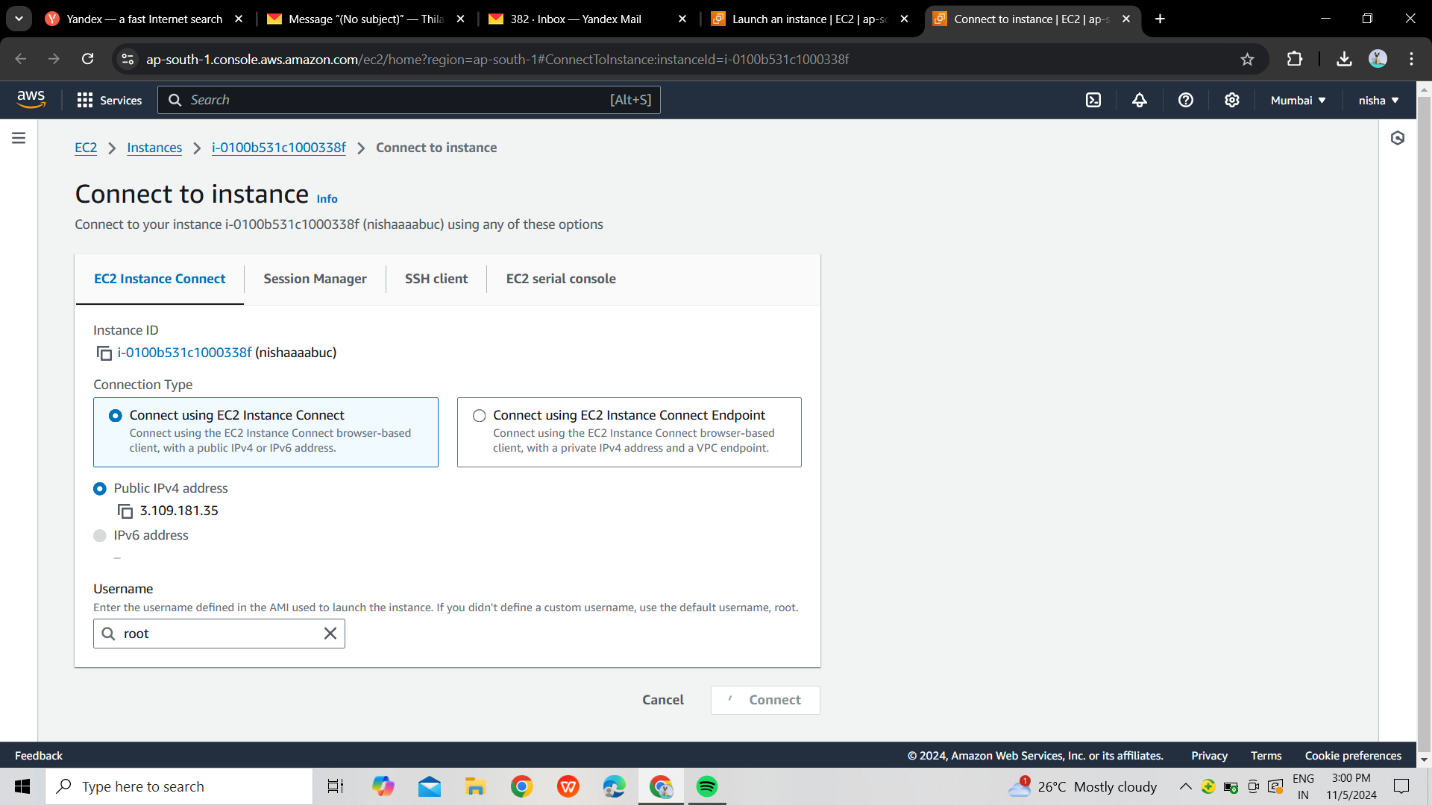 Yandex — a fast Internet search
Message "(No subject)" — Thila
382 · Inbox — Yandex Mail
Launch an instance | EC2 | ap-so
Connect to instance | EC2 | ap-s
ap-south-1.console.aws.amazon.com/ec2/home?region=ap-south-1#ConnectToInstance:instanceId=i-0100b531c1000338f
aws
Services
Search
[Alt+S]
Mumbai
nisha
EC2
Instances
i-0100b531c1000338f
Connect to instance
Connect to instance Info
Connect to your instance i-0100b531c1000338f (nishaaaabuc) using any of these options
EC2 Instance Connect
Session Manager
SSH client
EC2 serial console
Instance ID
i-0100b531c1000338f (nishaaaabuc)
Connection Type
Connect using EC2 Instance Connect
Connect using the EC2 Instance Connect browser-based
client, with a public IPv4 or IPv6 address.
Connect using EC2 Instance Connect Endpoint
Connect using the EC2 Instance Connect browser-based
client, with a private IPv4 address and a VPC endpoint.
Public IPv4 address
3.109.181.35
IPv6 address
–
Username
Enter the username defined in the AMI used to launch the instance. If you didn't define a custom username, use the default username, root.
root
Cancel
Connect
Feedback
© 2024, Amazon Web Services, Inc. or its affiliates.
Privacy
Terms
Cookie preferences
Type here to search
1
26°C Mostly cloudy
ENG
IN
3:00 PM
11/5/2024